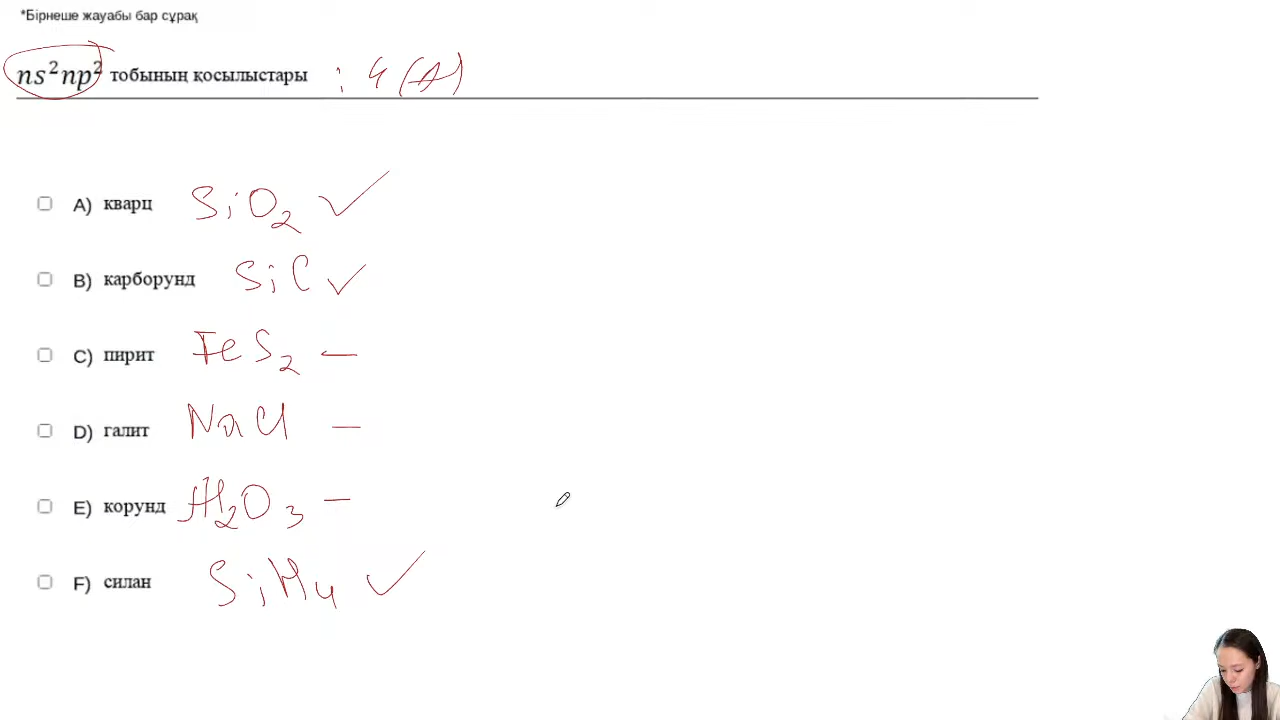 *Бірнеше жауабы бар сұрақ
ns²np² тобының қосылыстары : 4 (A)
A) кварц SiO₂ ✓
B) карборунд SiC ✓
C) пирит FeS₂ —
D) галит NaCl —
E) корунд Al₂O₃ —
F) силан SiH₄ ✓